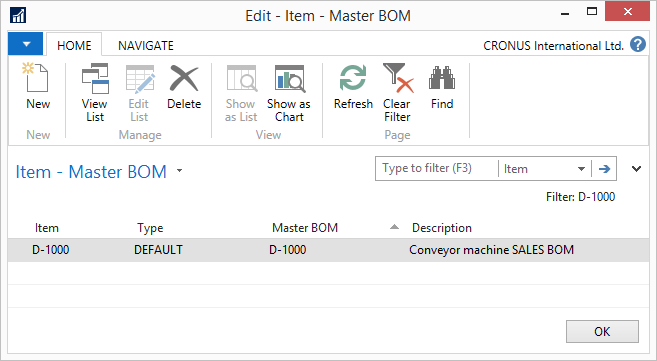 Edit - Item - Master BOM
HOME NAVIGATE CRONUS International Ltd. ?
New View List Edit List Delete Show as List Show as Chart Refresh Clear Filter Find
New Manage View Page
Item - Master BOM Type to filter (F3) Item
Filter: D-1000
Item Type Master BOM Description
D-1000 DEFAULT D-1000 Conveyor machine SALES BOM
OK